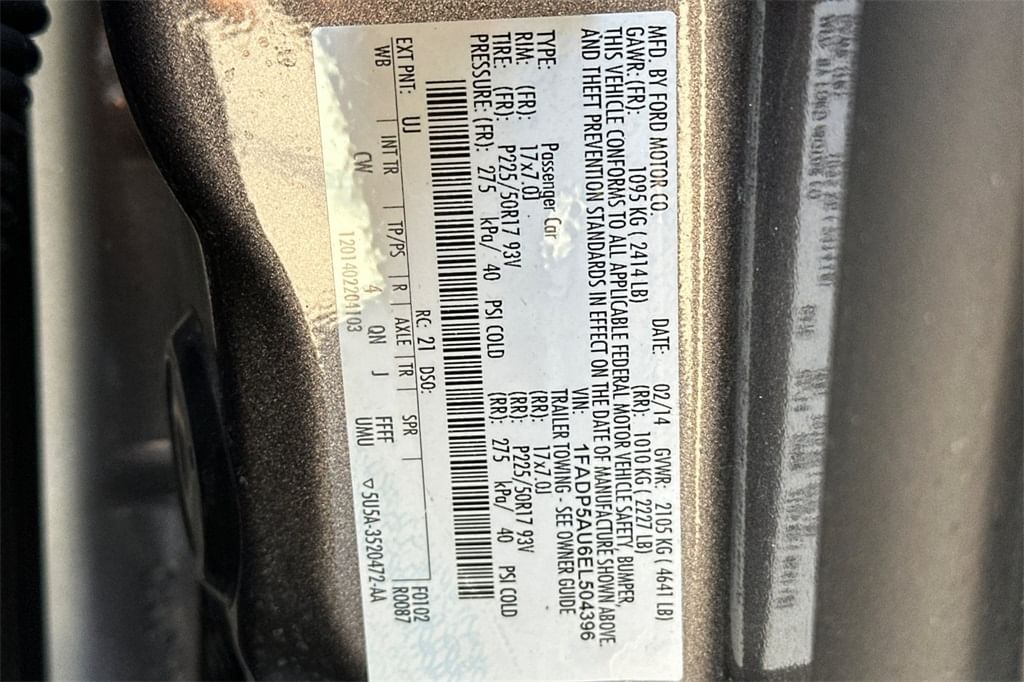 MFD. BY FORD MOTOR CO. DATE: 02/14 GVWR: 2105 KG ( 4641 LB)
GAWR: (FR): 1095 KG ( 2414 LB) (RR): 1010 KG ( 2227 LB)
THIS VEHICLE CONFORMS TO ALL APPLICABLE FEDERAL MOTOR VEHICLE SAFETY, BUMPER,
AND THEFT PREVENTION STANDARDS IN EFFECT ON THE DATE OF MANUFACTURE SHOWN ABOVE.
VIN: 1FADP5AU6EL504396
TYPE: Passenger Car TRAILER TOWING - SEE OWNER GUIDE
RIM: (FR): 17x7.0J (RR): 17x7.0J
TIRE: (FR): P225/50R17 93V (RR): P225/50R17 93V
PRESSURE: (FR): 275 kPa/ 40 PSI COLD (RR): 275 kPa/ 40 PSI COLD
EXT PNT: UJ RC: 21 DSO: F0102
WB | INT TR | TP/PS | R | AXLE | TR | SPR | R0087
CW 4 QN J FFFF
1201402204103 UMU ▽5U5A-3520472-AA